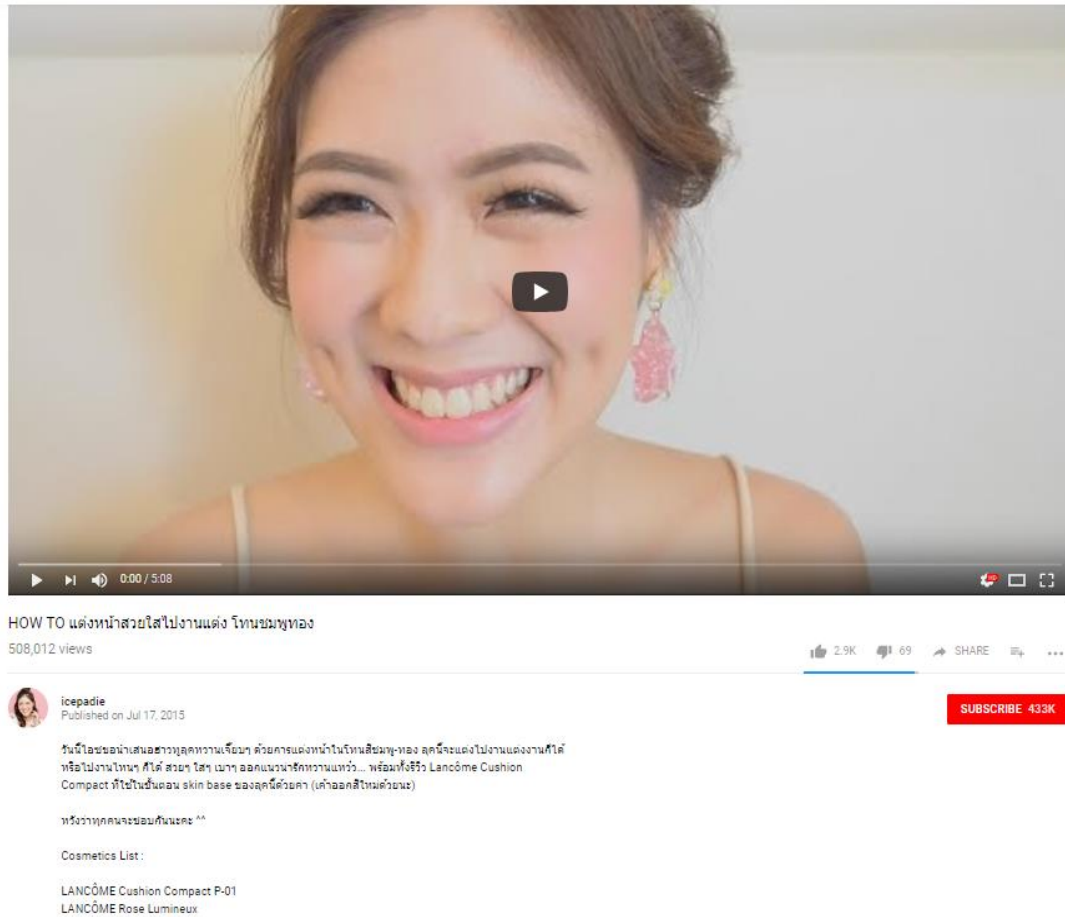 0:00 / 5:08
HOW TO แต่งหน้าสวยใสไปงานแต่ง โทนชมพูทอง
508,012 views
2.9K 69 SHARE
icepadie
Published on Jul 17, 2015
SUBSCRIBE 433K
วันนี้ไอซ์ขอนำเสนอฮาวทูลุคหวานเจี๊ยบๆ ด้วยการแต่งหน้าในโทนสีชมพู-ทอง ลุคนี้จะแต่งไปงานแต่งงานก็ได้
หรือไปงานไหนๆ ก็ได้ สวยๆ ใสๆ เบาๆ ออกแนวน่ารักหวานแหวว... พร้อมทั้งรีวิว Lancôme Cushion
Compact ที่ใช้ในขั้นตอน skin base ของลุคนี้ด้วยค่า (เค้าออกสีใหม่ด้วยนะ)
หวังว่าทุกคนจะชอบกันนะคะ ^^
Cosmetics List :
LANCÔME Cushion Compact P-01
LANCÔME Rose Lumineux